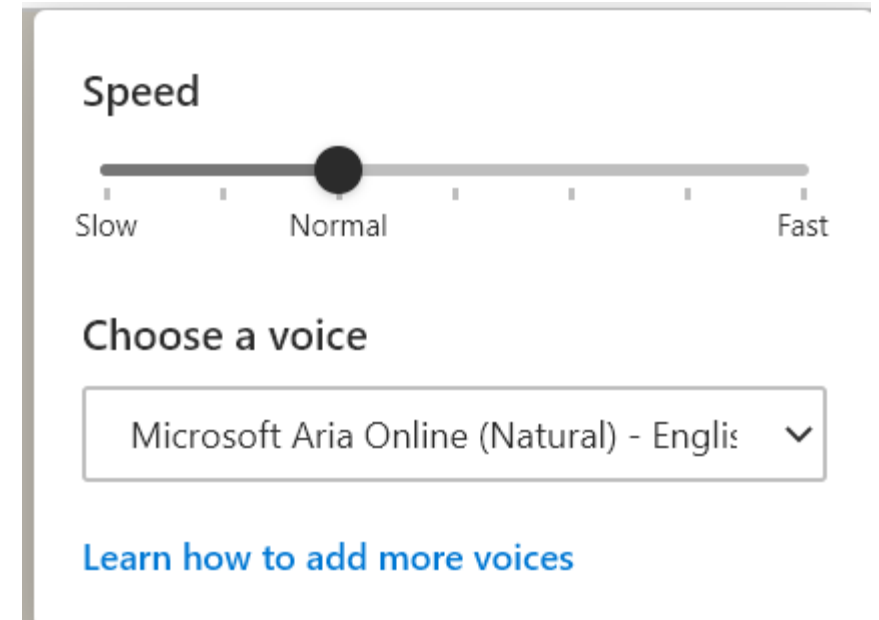 Speed
Slow Normal Fast
Choose a voice
Microsoft Aria Online (Natural) - Englis
Learn how to add more voices